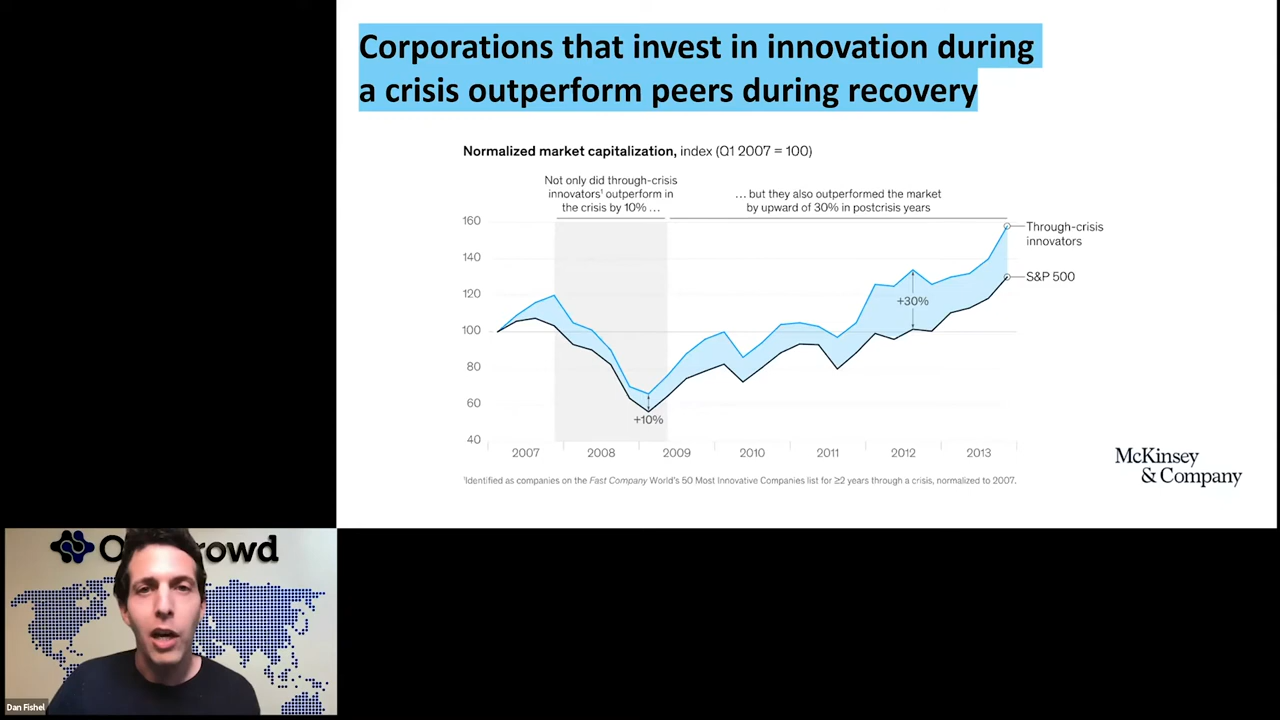 Corporations that invest in innovation during
a crisis outperform peers during recovery
Normalized market capitalization, index (Q1 2007 = 100)
Not only did through-crisis
innovators¹ outperform in
the crisis by 10% …
… but they also outperformed the market
by upward of 30% in postcrisis years
160
140
120
100
80
60
40
Through-crisis
innovators
S&P 500
+30%
+10%
2007 2008 2009 2010 2011 2012 2013
¹Identified as companies on the Fast Company World's 50 Most Innovative Companies list for ≥2 years through a crisis, normalized to 2007.
McKinsey
& Company
rowd
Dan Fishel